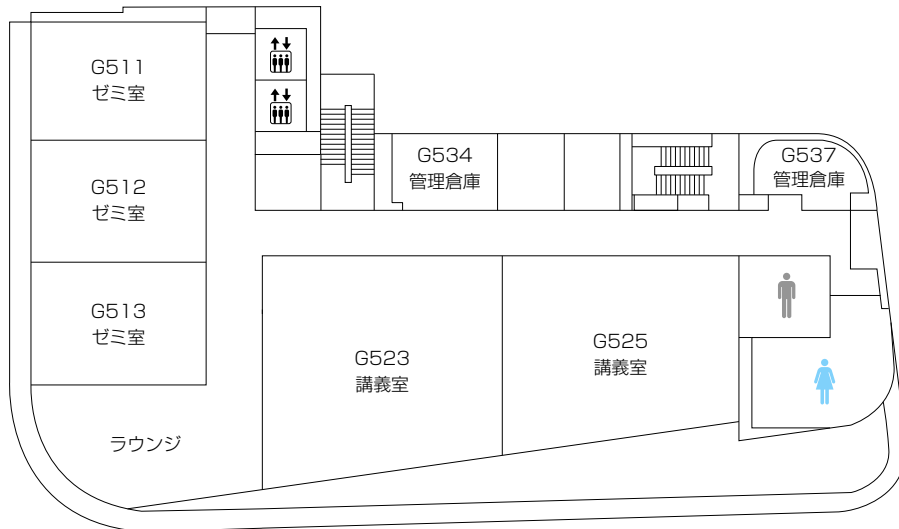 G511
ゼミ室
G512
ゼミ室
G513
ゼミ室
ラウンジ
G534
管理倉庫
G537
管理倉庫
G523
講義室
G525
講義室